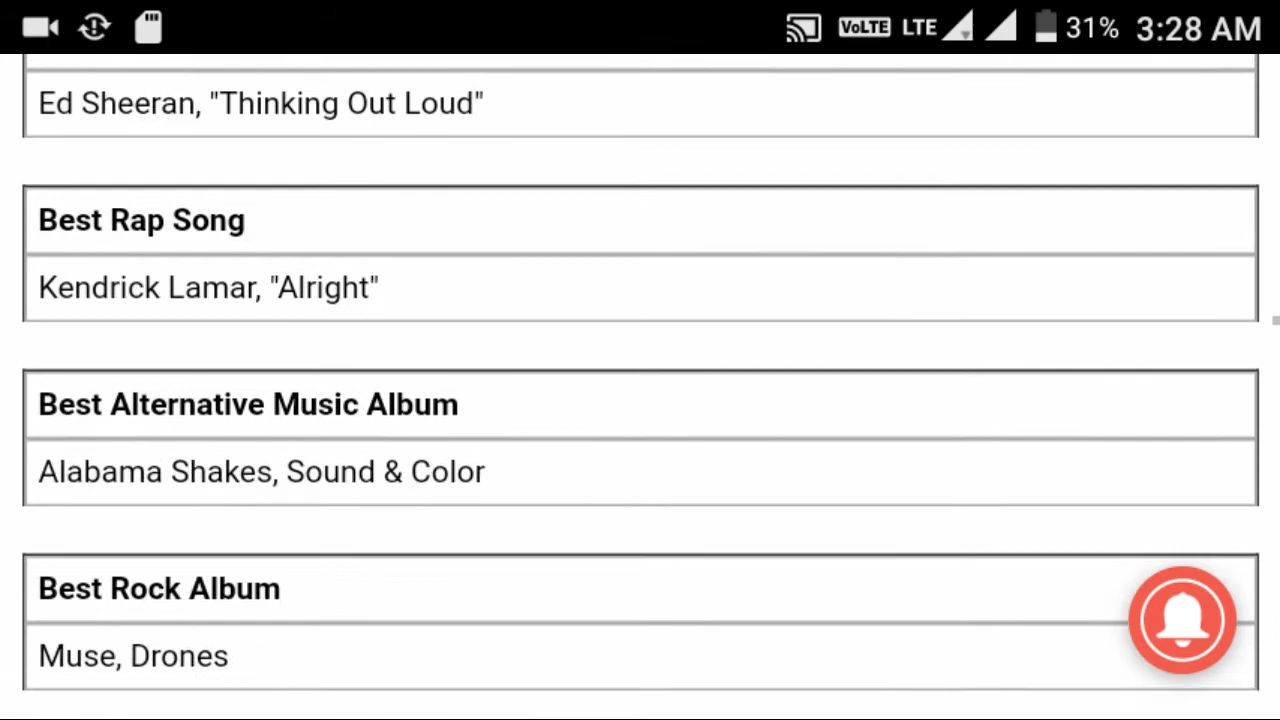 VoLTE LTE 31% 3:28 AM
Ed Sheeran, "Thinking Out Loud"
Best Rap Song
Kendrick Lamar, "Alright"
Best Alternative Music Album
Alabama Shakes, Sound & Color
Best Rock Album
Muse, Drones